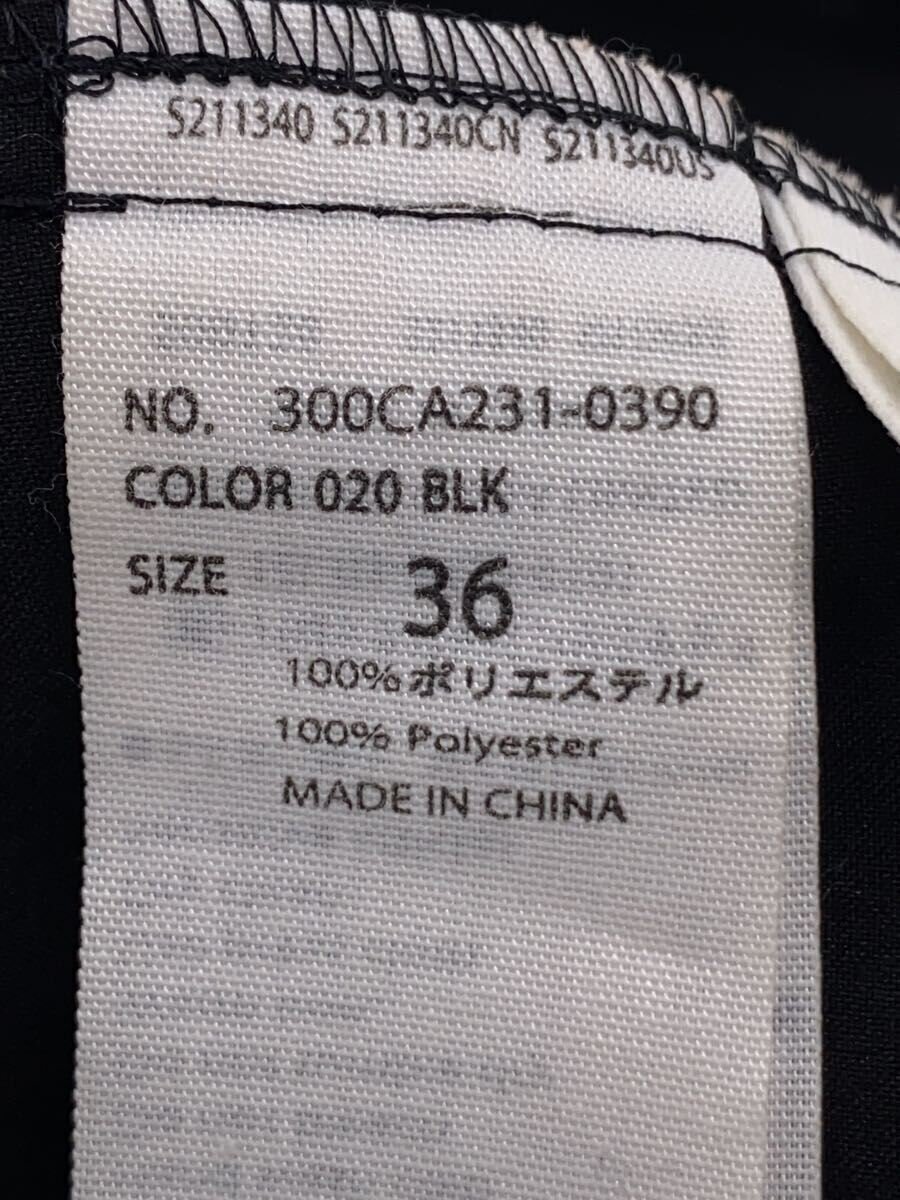 S211340 S211340CN S211340US
NO. 300CA231-0390
COLOR 020 BLK
SIZE 36
100%ポリエステル
100% Polyester
MADE IN CHINA